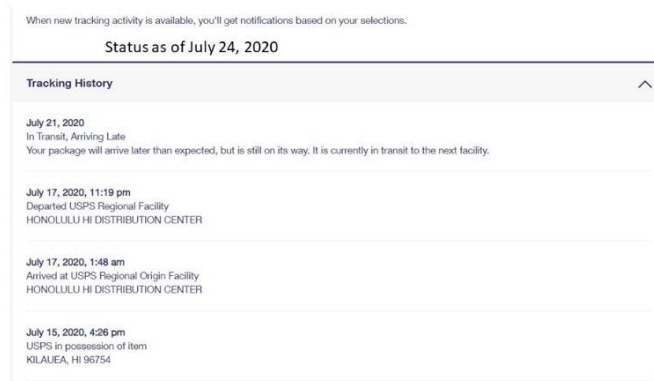 When new tracking activity is available, you'll get notifications based on your selections.
Status as of July 24, 2020
Tracking History
July 21, 2020
In Transit, Arriving Late
Your package will arrive later than expected, but is still on its way. It is currently in transit to the next facility.
July 17, 2020, 11:19 pm
Departed USPS Regional Facility
HONOLULU HI DISTRIBUTION CENTER
July 17, 2020, 1:48 am
Arrived at USPS Regional Origin Facility
HONOLULU HI DISTRIBUTION CENTER
July 15, 2020, 4:26 pm
USPS in possession of item
KILAUEA, HI 96754